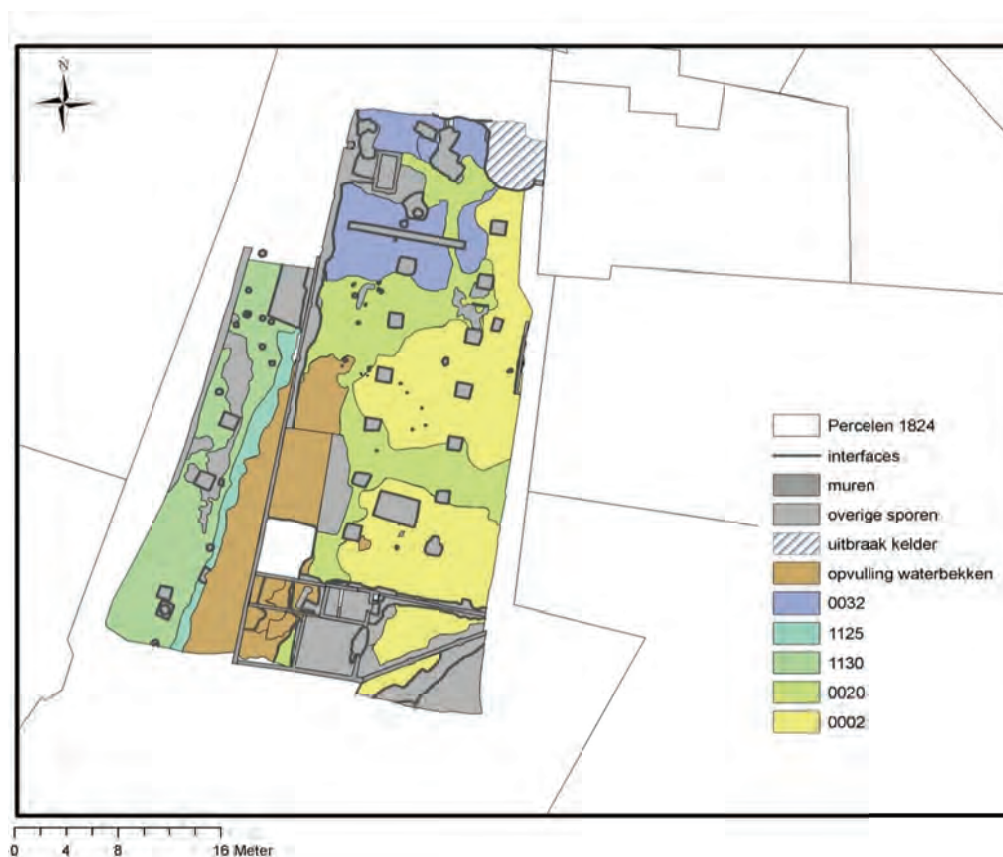 N
Percelen 1824
interfaces
muren
overige sporen
uitbraak kelder
opvulling waterbekken
0032
1125
1130
0020
0002
0 4 8 16 Meter